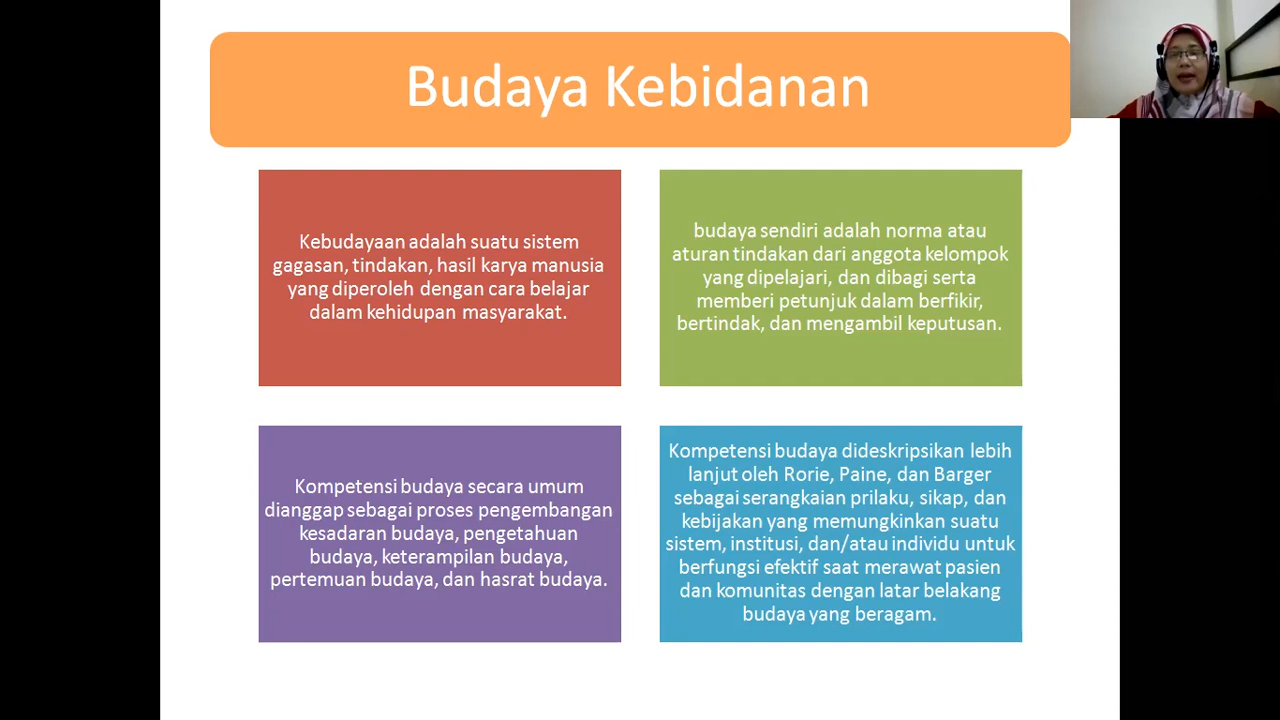 Budaya Kebidanan
Kebudayaan adalah suatu sistem
gagasan, tindakan, hasil karya manusia
yang diperoleh dengan cara belajar
dalam kehidupan masyarakat.
budaya sendiri adalah norma atau
aturan tindakan dari anggota kelompok
yang dipelajari, dan dibagi serta
memberi petunjuk dalam berfikir,
bertindak, dan mengambil keputusan.
Kompetensi budaya secara umum
dianggap sebagai proses pengembangan
kesadaran budaya, pengetahuan
budaya, keterampilan budaya,
pertemuan budaya, dan hasrat budaya.
Kompetensi budaya dideskripsikan lebih
lanjut oleh Rorie, Paine, dan Barger
sebagai serangkaian prilaku, sikap, dan
kebijakan yang memungkinkan suatu
sistem, institusi, dan/atau individu untuk
berfungsi efektif saat merawat pasien
dan komunitas dengan latar belakang
budaya yang beragam.